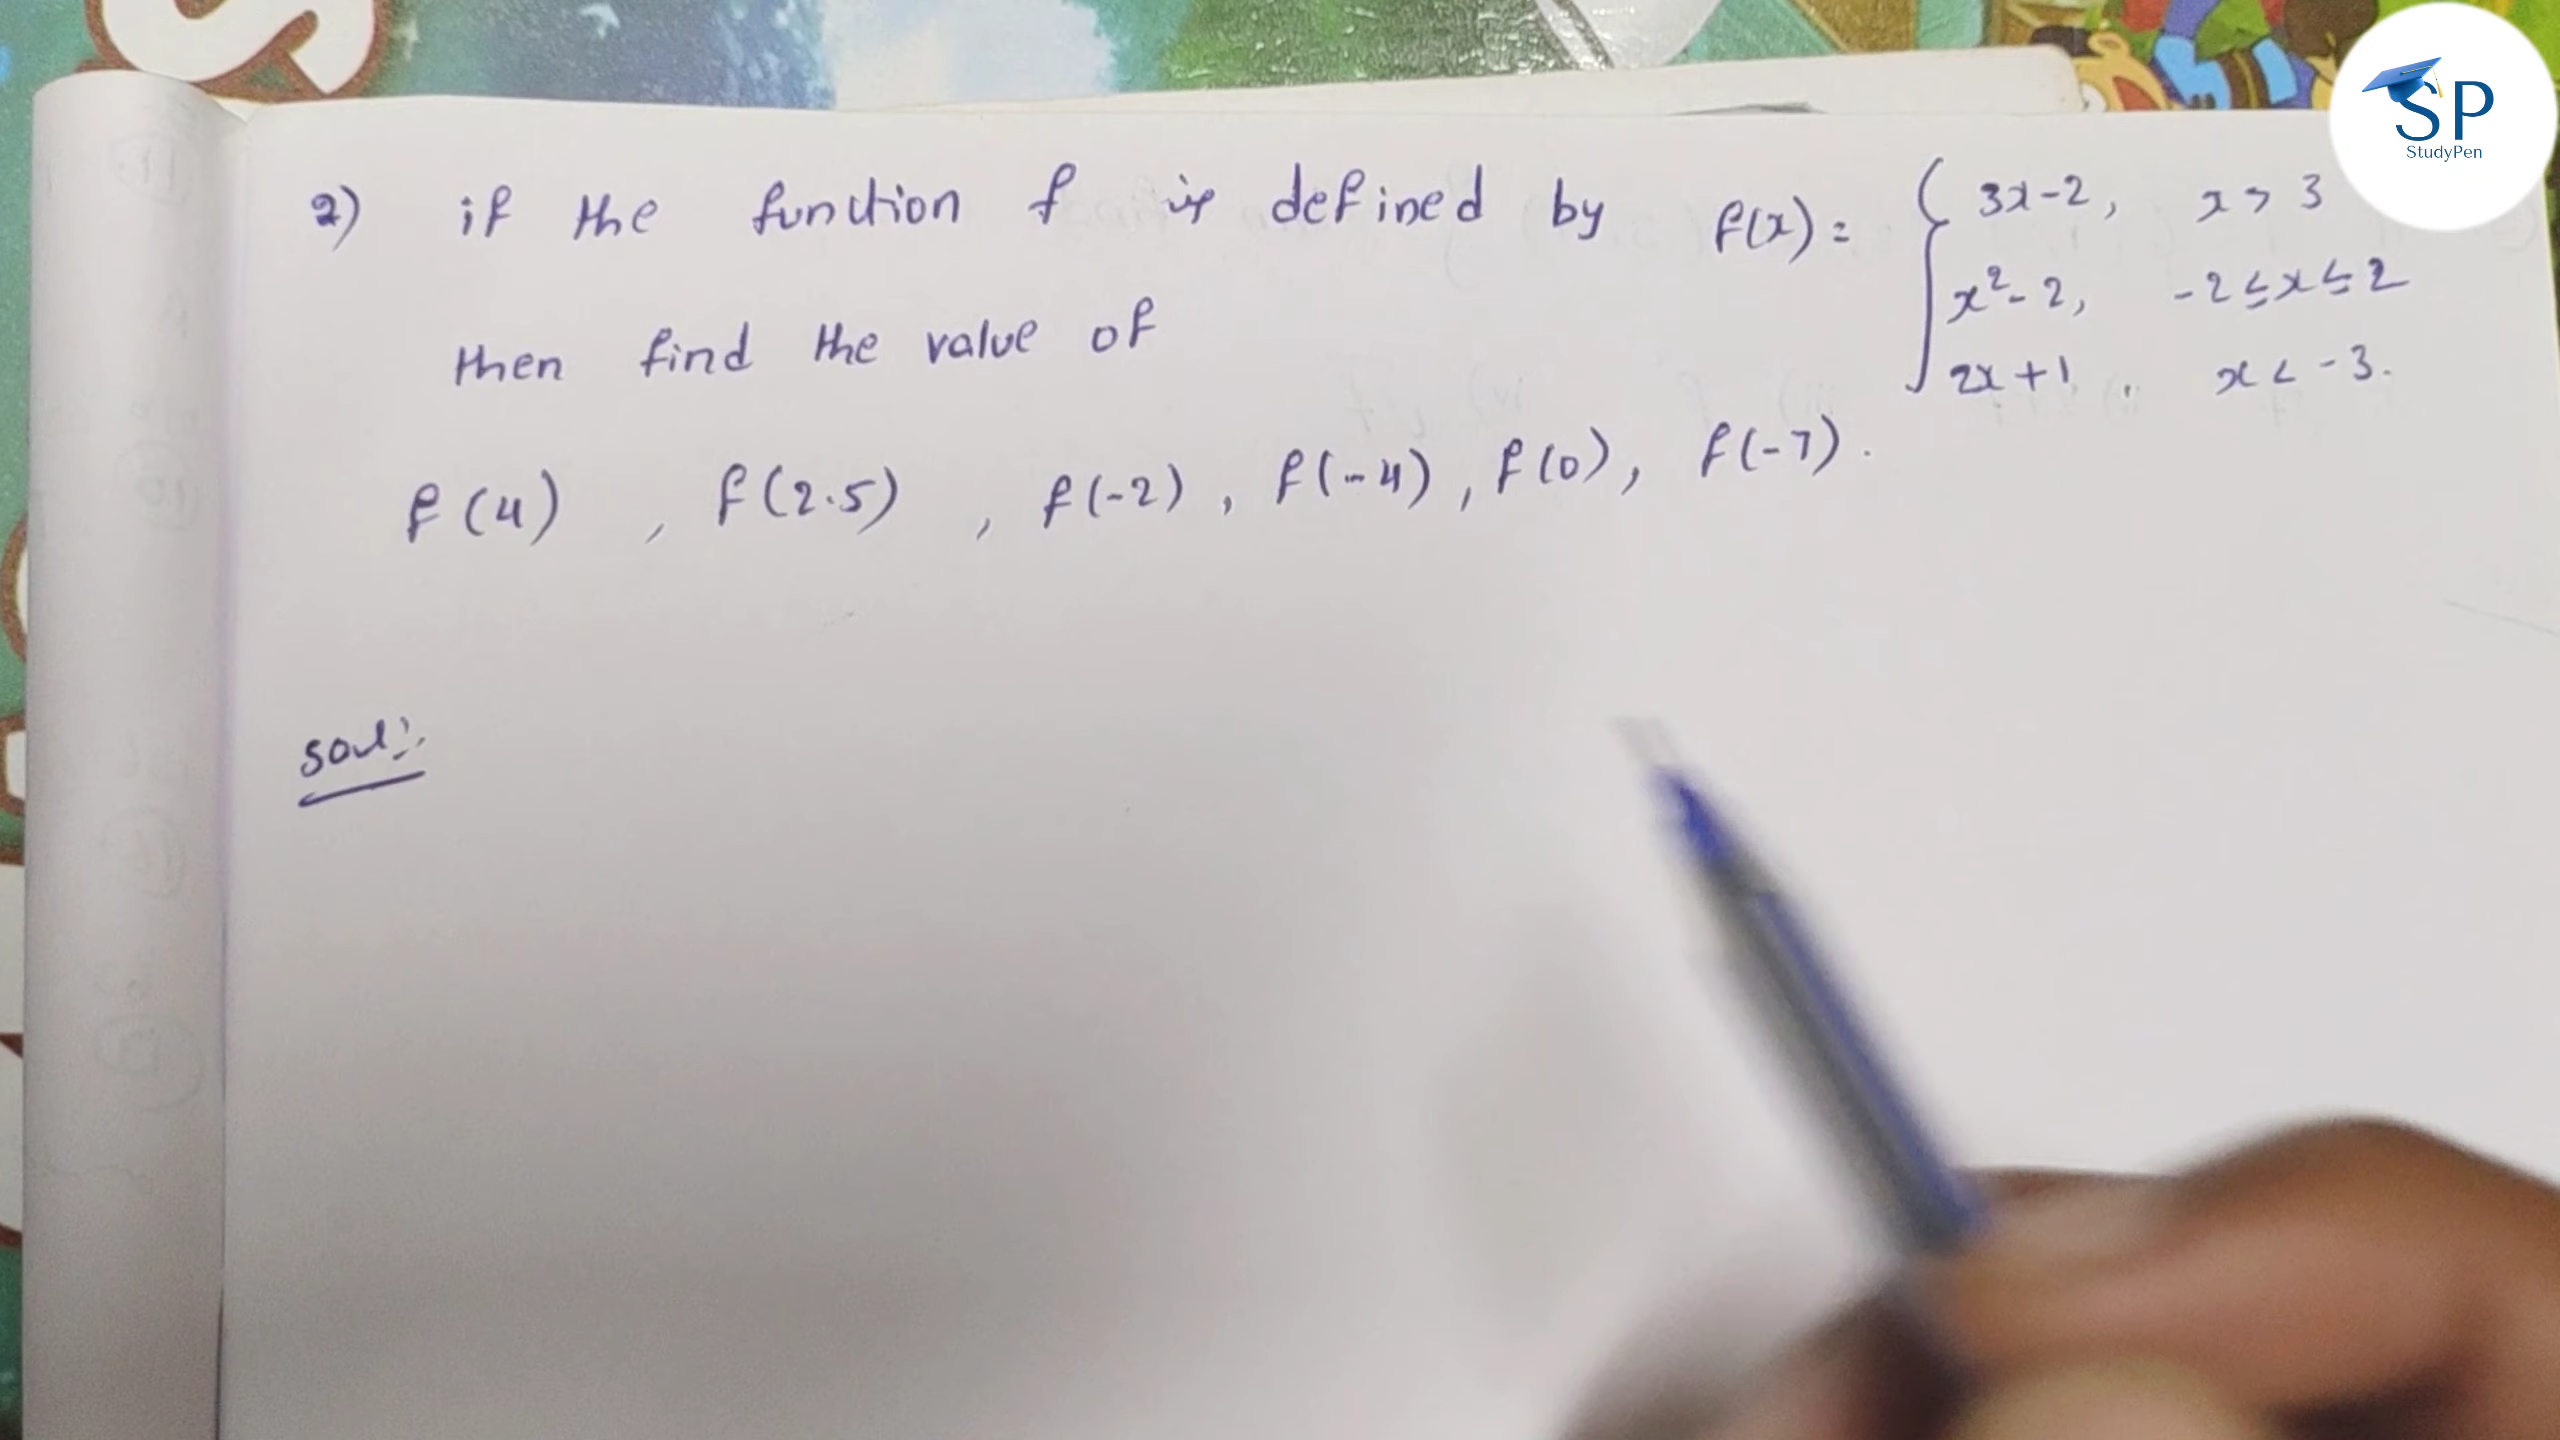 SP
StudyPen
2) if the function f is defined by f(x) = { 3x-2, x > 3
x²-2, -2≤x≤2
then find the value of
2x+1, x < -3.
f(4), f(2.5), f(-2), f(-4), f(0), f(-7).
Soul: